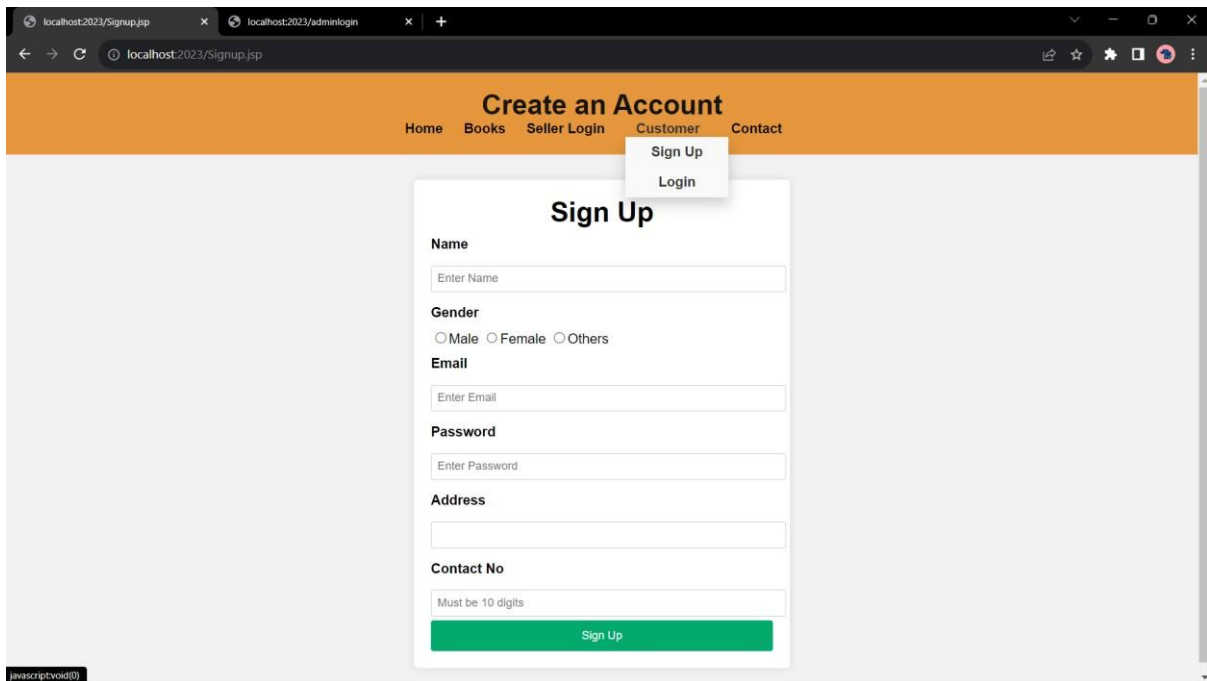 localhost:2023/Signup.jsp localhost:2023/adminlogin
localhost:2023/Signup.jsp
Create an Account
Home Books Seller Login Customer Contact
Sign Up
Login
Sign Up
Name
Enter Name
Gender
Male Female Others
Email
Enter Email
Password
Enter Password
Address
Contact No
Must be 10 digits
Sign Up
javascript:void(0)